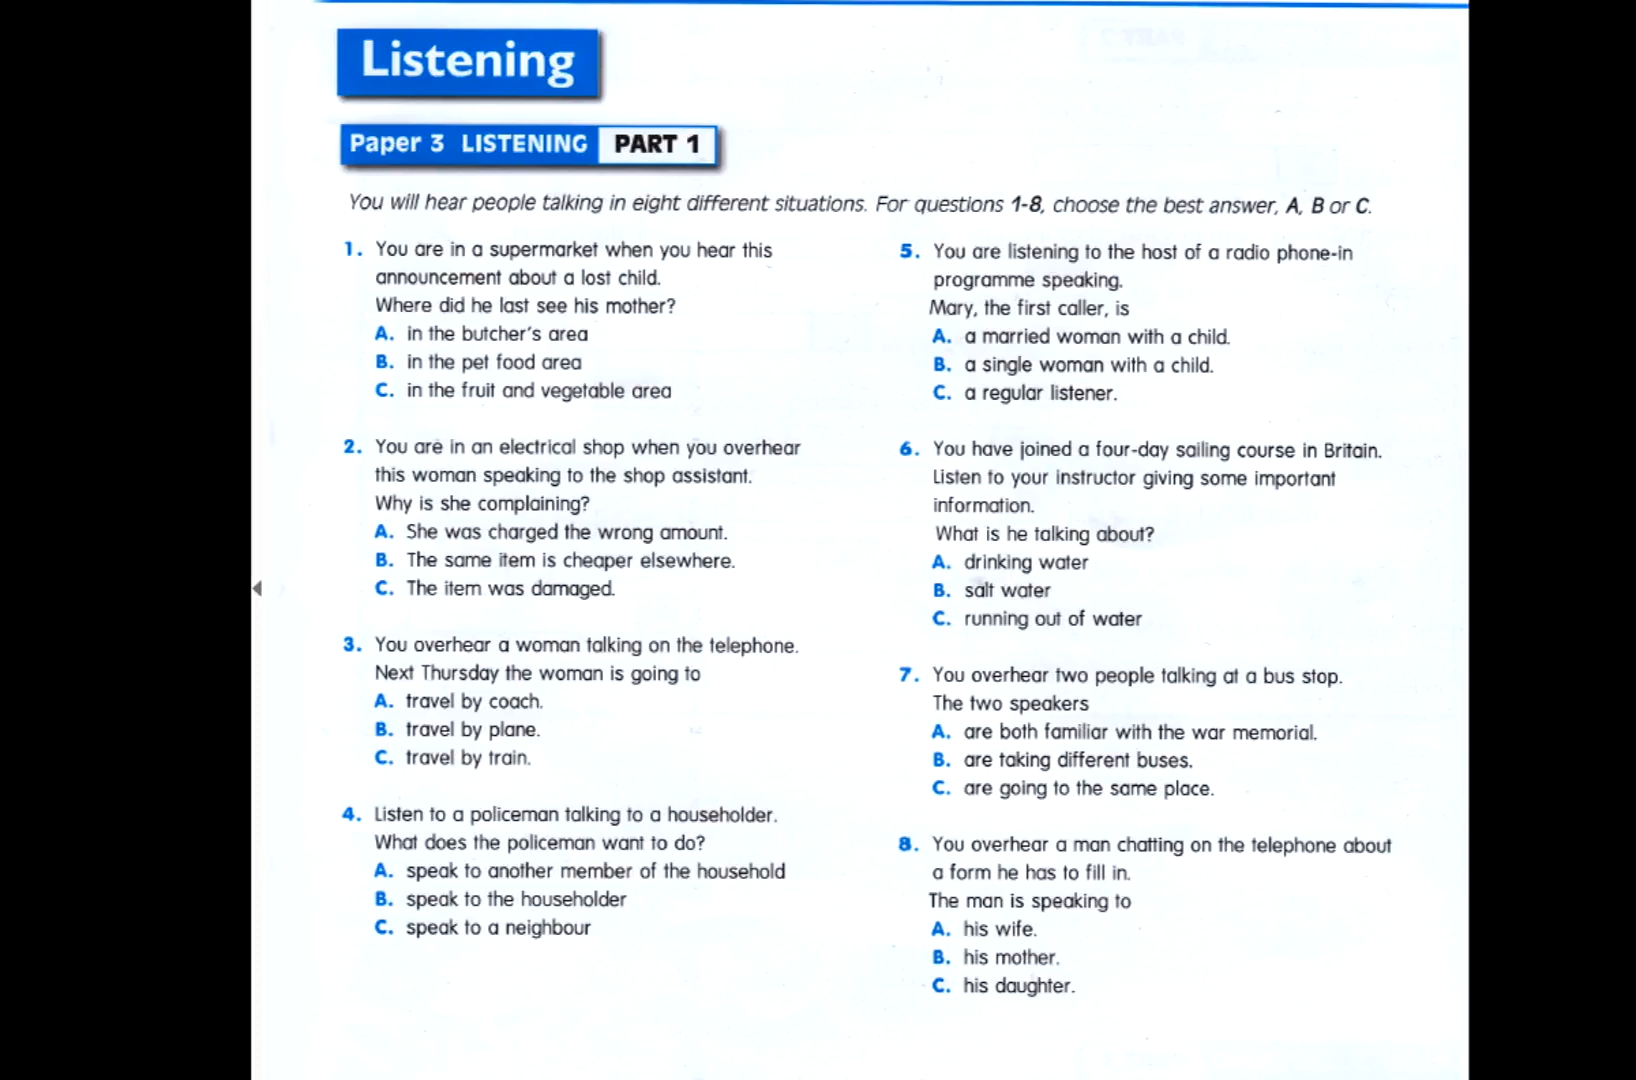 Listening
Paper 3 LISTENING PART 1
You will hear people talking in eight different situations. For questions 1-8, choose the best answer, A, B or C.
1. You are in a supermarket when you hear this
announcement about a lost child.
Where did he last see his mother?
A. in the butcher's area
B. in the pet food area
C. in the fruit and vegetable area
2. You are in an electrical shop when you overhear
this woman speaking to the shop assistant.
Why is she complaining?
A. She was charged the wrong amount.
B. The same item is cheaper elsewhere.
C. The item was damaged.
3. You overhear a woman talking on the telephone.
Next Thursday the woman is going to
A. travel by coach.
B. travel by plane.
C. travel by train.
4. Listen to a policeman talking to a householder.
What does the policeman want to do?
A. speak to another member of the household
B. speak to the householder
C. speak to a neighbour
5. You are listening to the host of a radio phone-in
programme speaking.
Mary, the first caller, is
A. a married woman with a child.
B. a single woman with a child.
C. a regular listener.
6. You have joined a four-day sailing course in Britain.
Listen to your instructor giving some important
information.
What is he talking about?
A. drinking water
B. salt water
C. running out of water
7. You overhear two people talking at a bus stop.
The two speakers
A. are both familiar with the war memorial.
B. are taking different buses.
C. are going to the same place.
8. You overhear a man chatting on the telephone about
a form he has to fill in.
The man is speaking to
A. his wife.
B. his mother.
C. his daughter.